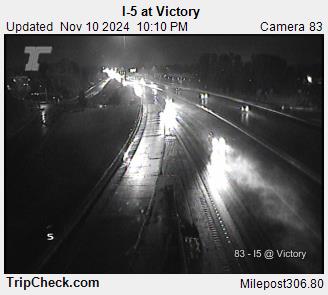 I-5 at Victory
Updated Nov 10 2024 10:10 PM Camera 83
T
S
83 - I5 @ Victory
TripCheck.com Milepost306.80